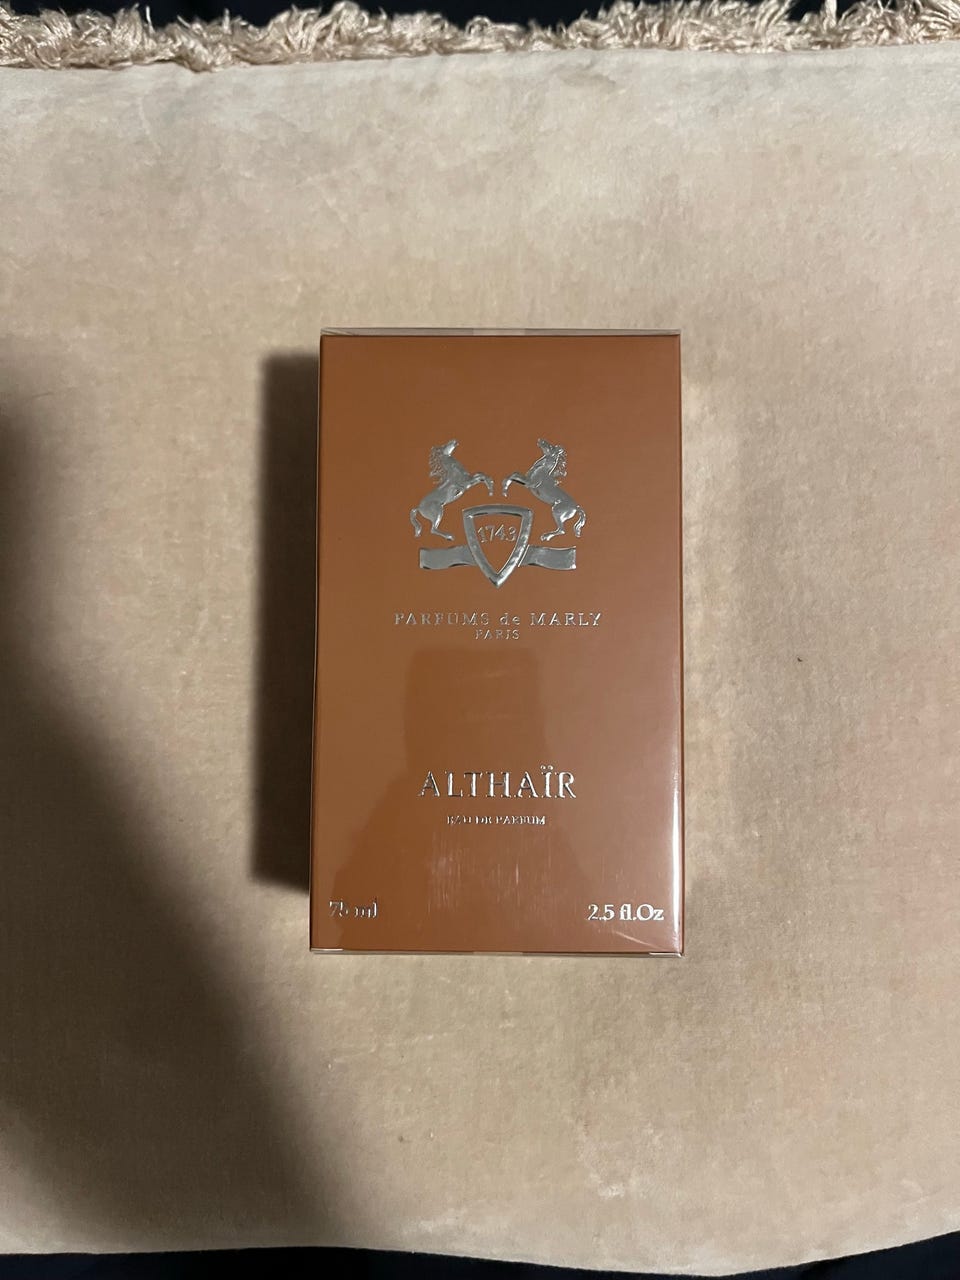 1743
PARFUMS de MARLY
PARIS
ALTHAÏR
EAU DE PARFUM
75 ml 2.5 fl.Oz